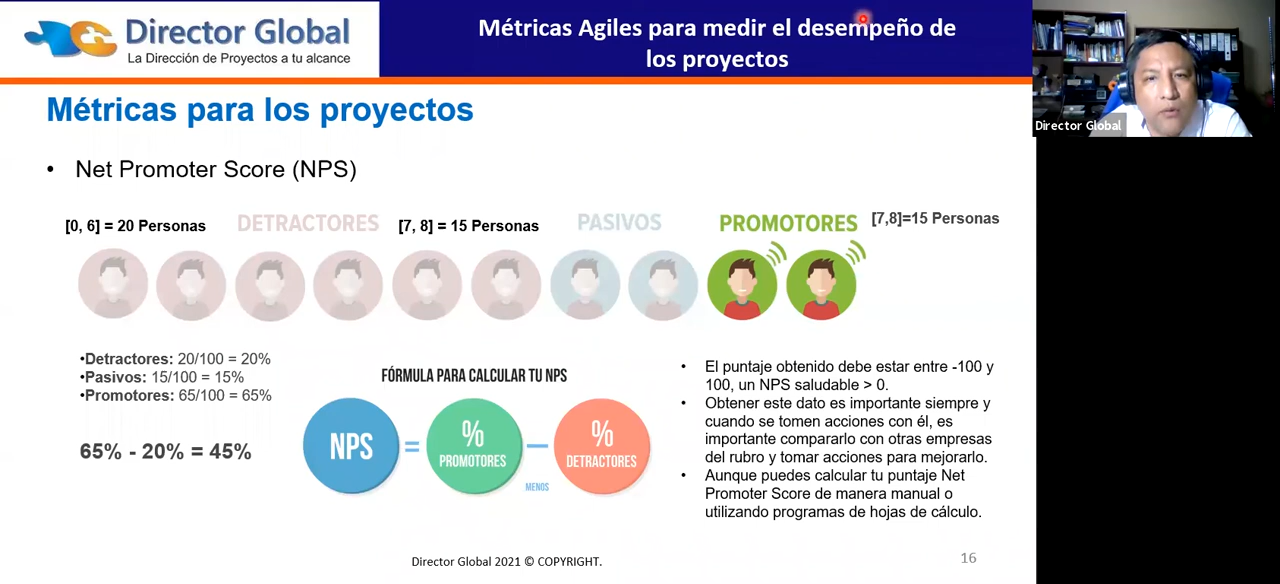 Director Global
La Dirección de Proyectos a tu alcance
Métricas Agiles para medir el desempeño de
los proyectos
Director Global
Métricas para los proyectos
• Net Promoter Score (NPS)
[0, 6] = 20 Personas
DETRACTORES
[7, 8] = 15 Personas
PASIVOS
PROMOTORES
[7,8]=15 Personas
•Detractores: 20/100 = 20%
•Pasivos: 15/100 = 15%
•Promotores: 65/100 = 65%
65% - 20% = 45%
FÓRMULA PARA CALCULAR TU NPS
NPS
=
%
PROMOTORES
—
MENOS
%
DETRACTORES
• El puntaje obtenido debe estar entre -100 y
100, un NPS saludable > 0.
• Obtener este dato es importante siempre y
cuando se tomen acciones con él, es
importante compararlo con otras empresas
del rubro y tomar acciones para mejorarlo.
• Aunque puedes calcular tu puntaje Net
Promoter Score de manera manual o
utilizando programas de hojas de cálculo.
Director Global 2021 © COPYRIGHT.
16